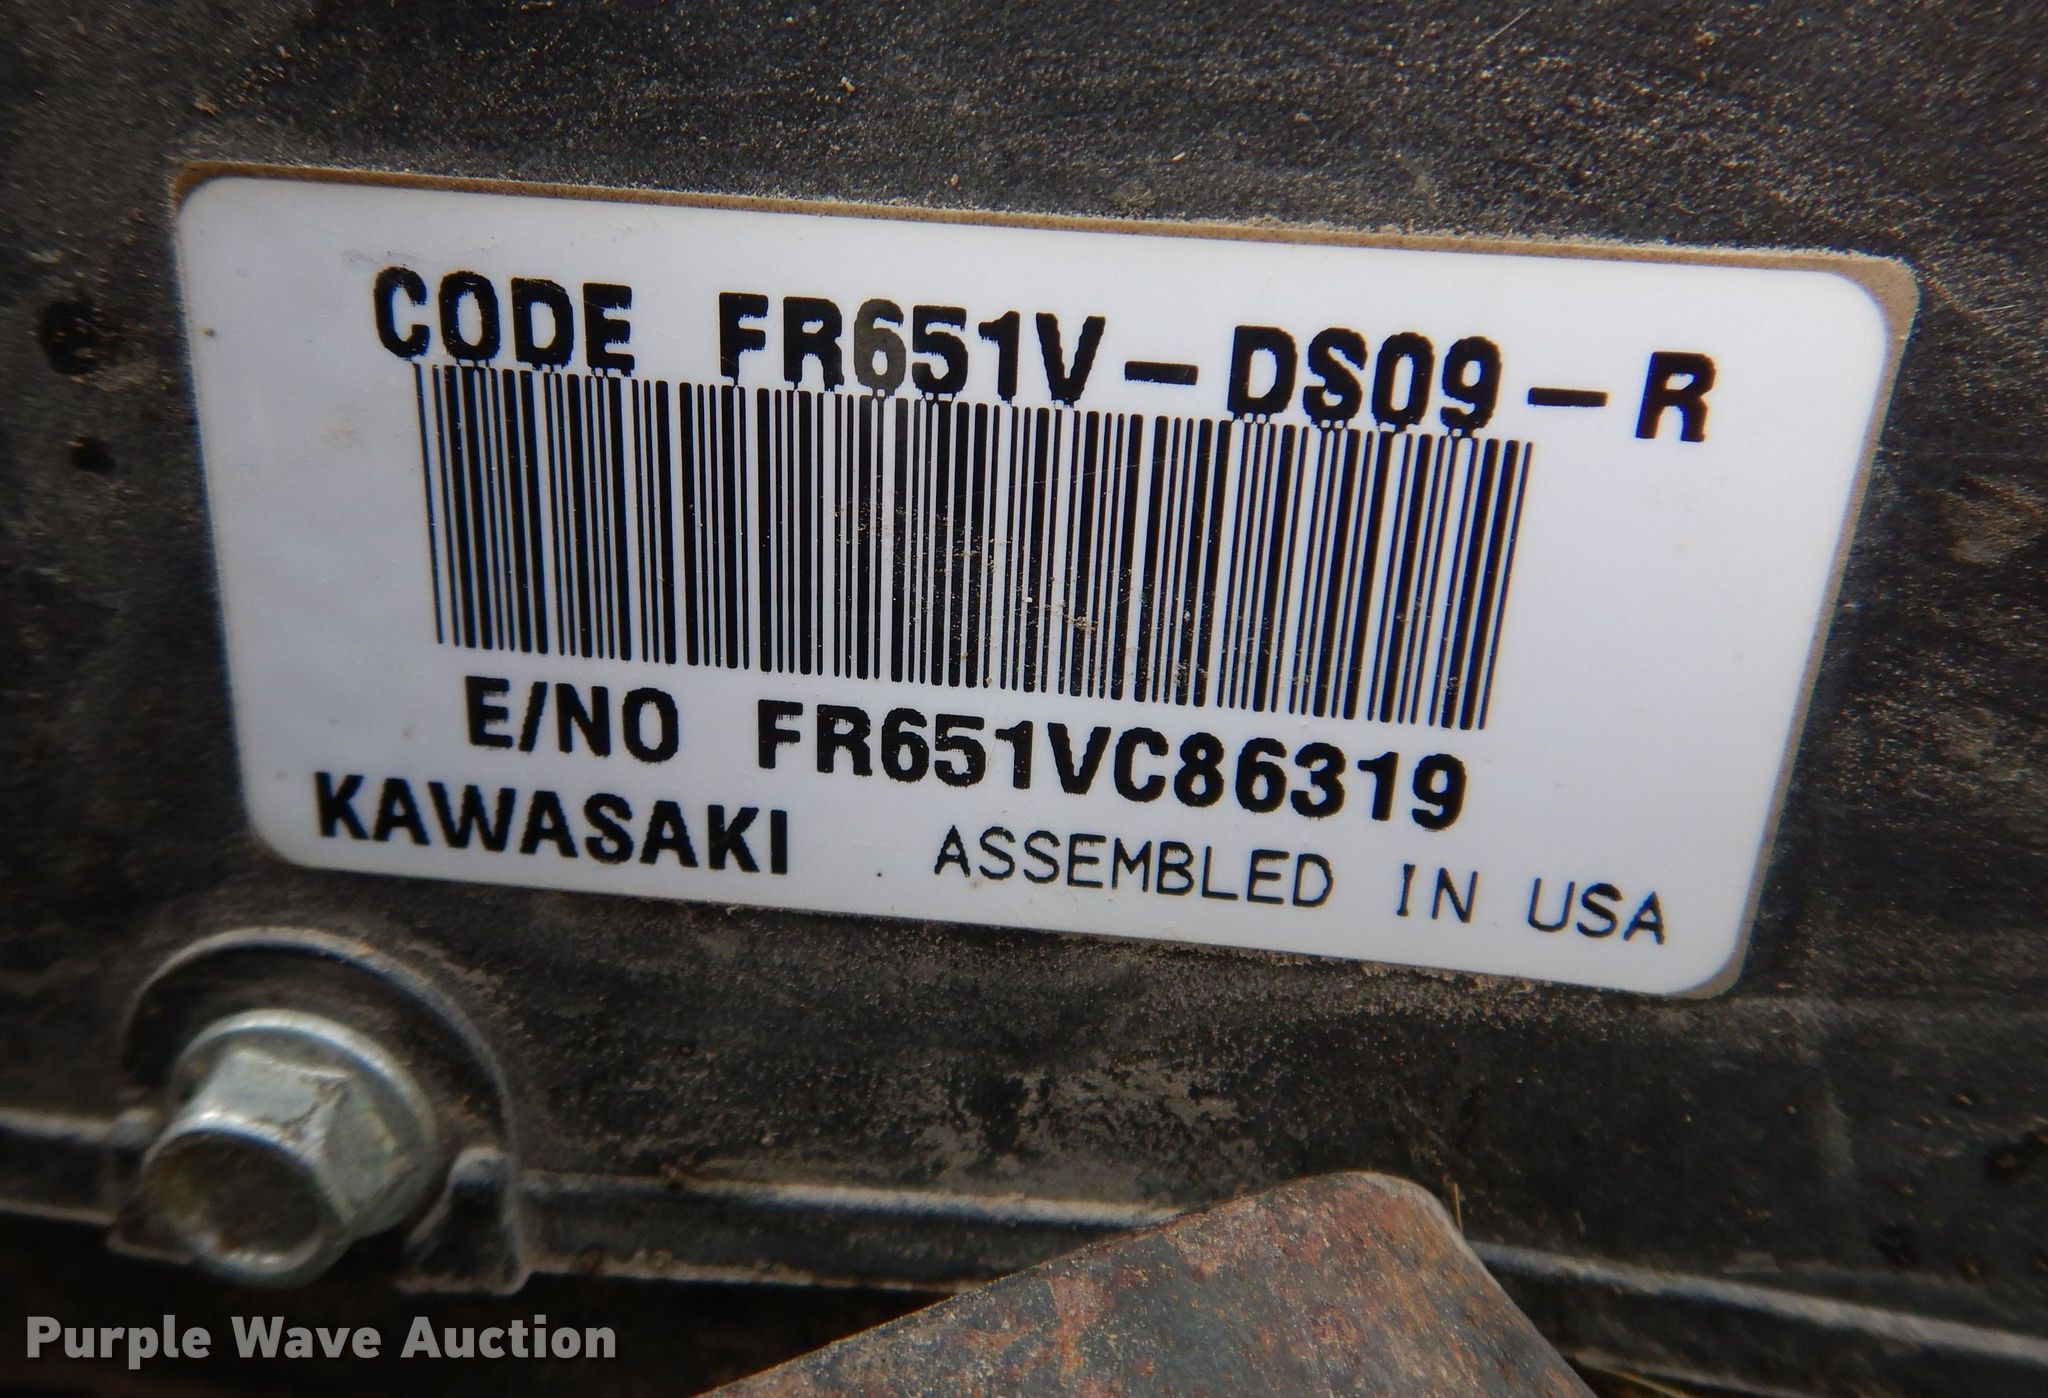 CODE FR651V-DS09-R
E/NO FR651VC86319
KAWASAKI ASSEMBLED IN USA
Purple Wave Auction